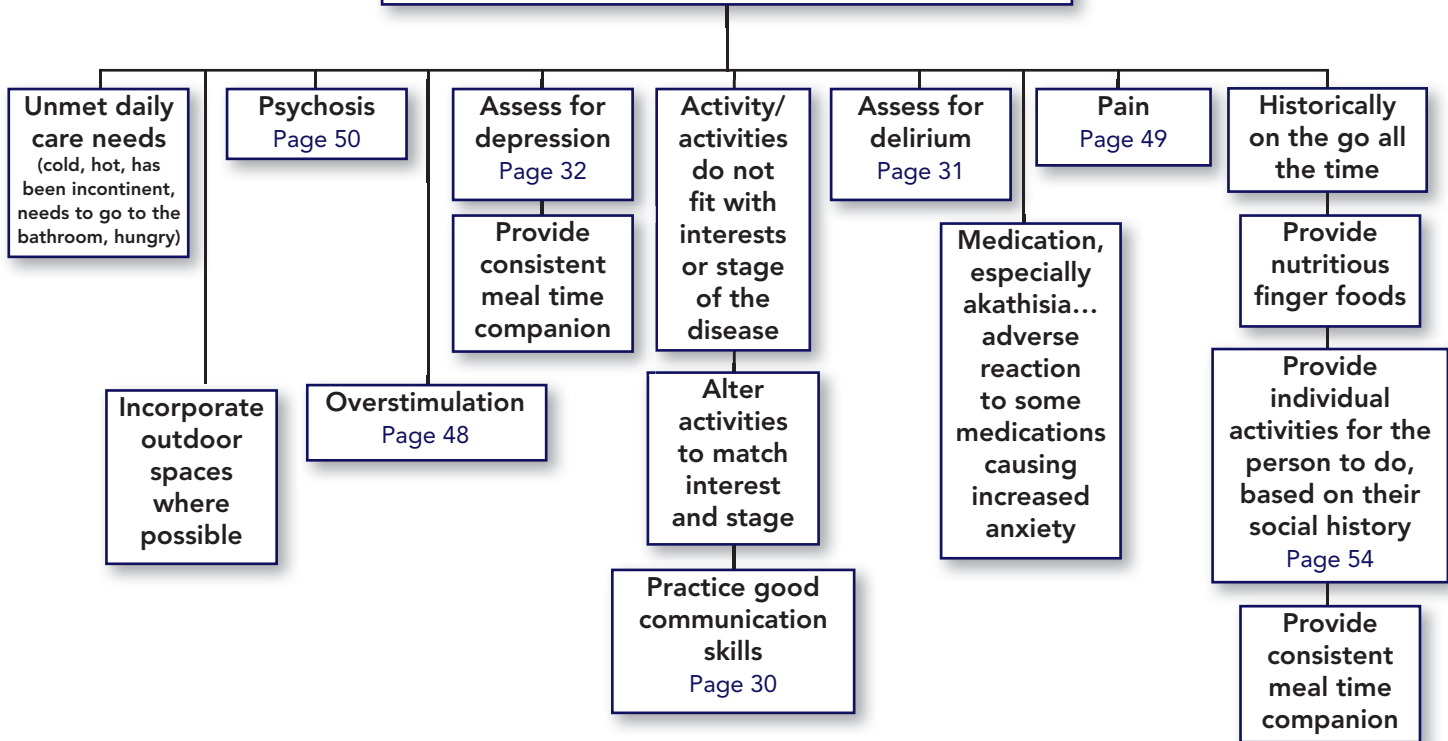 Unmet daily
care needs
(cold, hot, has
been incontinent,
needs to go to the
bathroom, hungry)
Incorporate
outdoor
spaces
where
possible
Psychosis
Page 50
Overstimulation
Page 48
Assess for
depression
Page 32
Provide
consistent
meal time
companion
Activity/
activities
do not
fit with
interests
or stage
of the
disease
Alter
activities
to match
interest
and stage
Practice good
communication
skills
Page 30
Assess for
delirium
Page 31
Medication,
especially
akathisia…
adverse
reaction
to some
medications
causing
increased
anxiety
Pain
Page 49
Historically
on the go all
the time
Provide
nutritious
finger foods
Provide
individual
activities for the
person to do,
based on their
social history
Page 54
Provide
consistent
meal time
companion